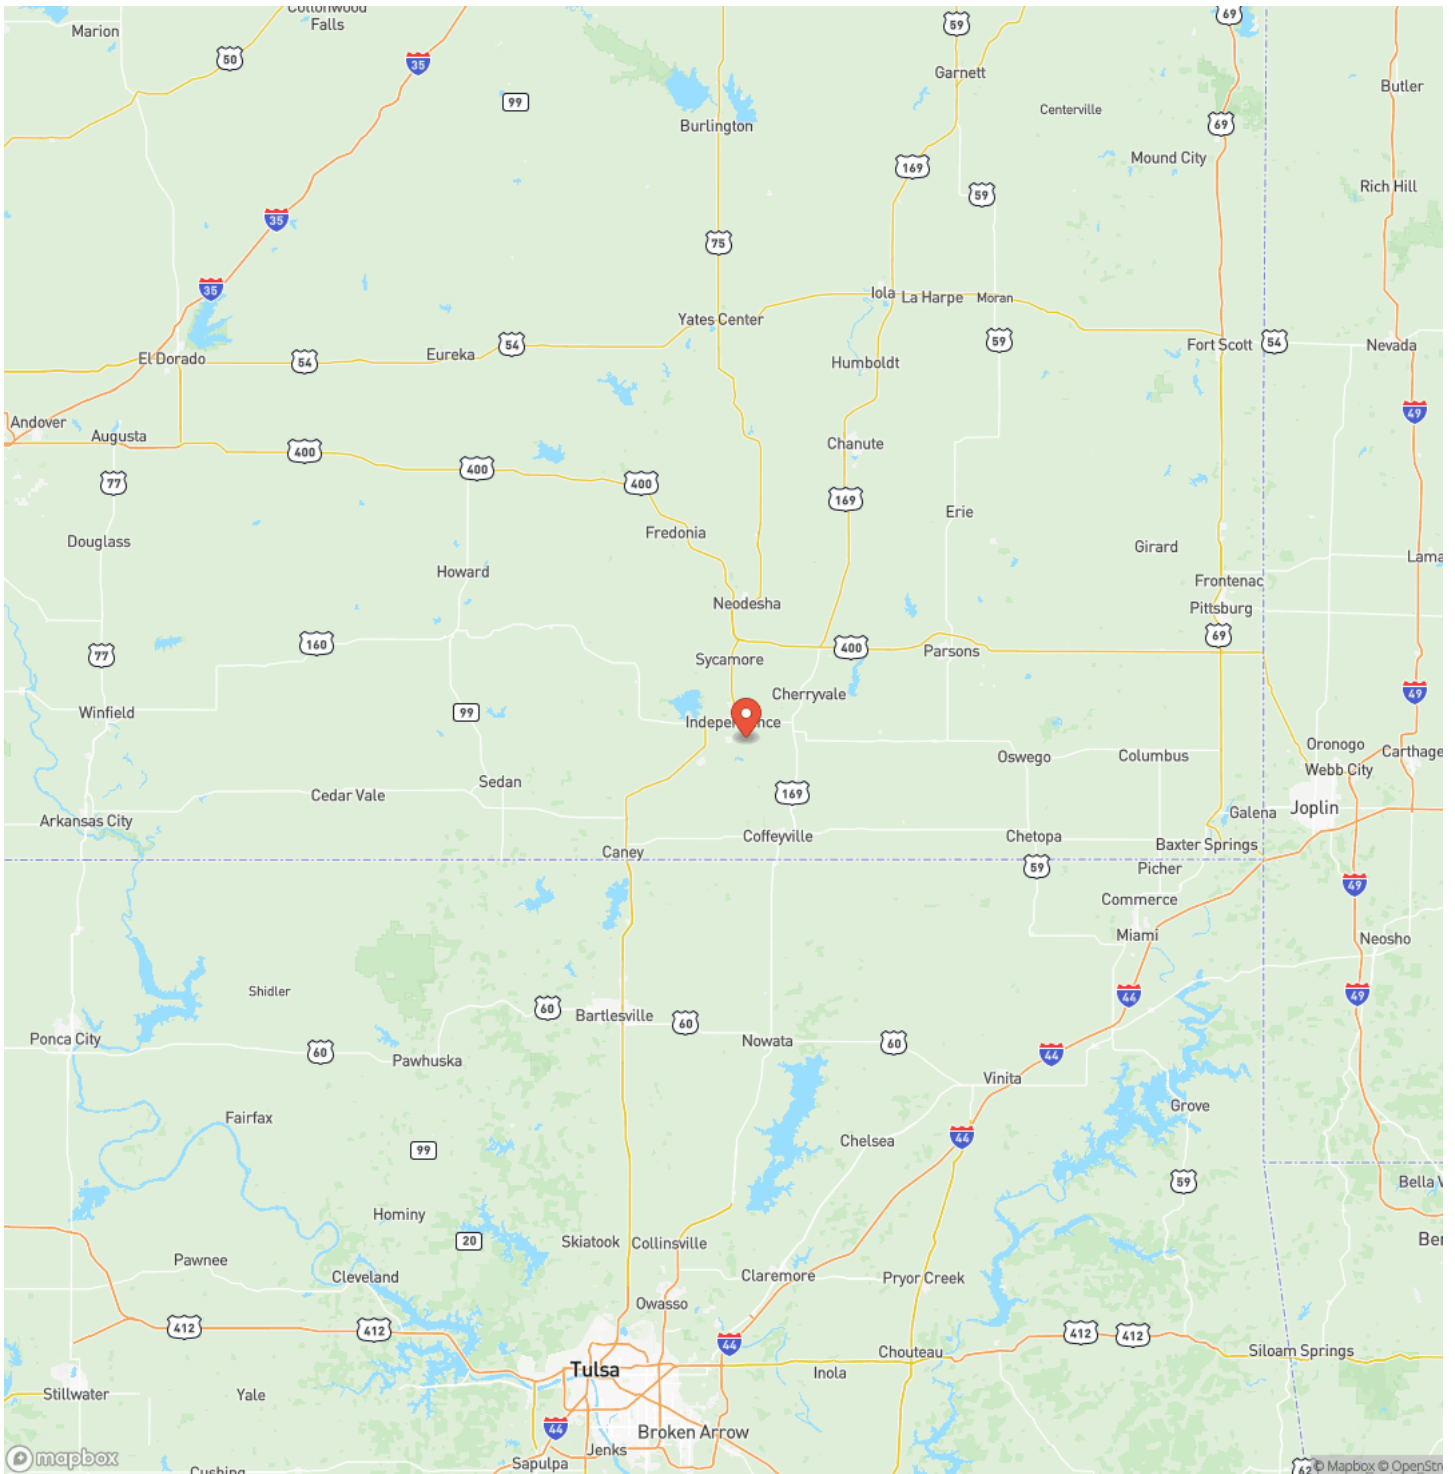 Cottonwood
Falls
Marion
50
35
99
59
69
Garnett
Butler
Centerville
Burlington
69
Mound City
169
59
Rich Hill
35
75
35
Iola
La Harpe
Moran
Yates Center
54
59
54
Fort Scott
Nevada
El Dorado
54
Eureka
Humboldt
49
Andover
Augusta
400
Chanute
400
77
400
169
Erie
Fredonia
Douglass
Girard
Lama
Howard
Frontenac
Neodesha
Pittsburg
160
69
77
Sycamore
400
Parsons
Cherryvale
49
Winfield
99
Oronogo
Carthage
Oswego
Columbus
Webb City
Sedan
Cedar Vale
169
Joplin
Galena
Arkansas City
Coffeyville
Chetopa
Baxter Springs
Caney
59
Picher
49
Commerce
Miami
Neosho
Shidler
44
49
60
Bartlesville
60
Ponca City
Nowata
60
60
Pawhuska
44
Vinita
Fairfax
Grove
Chelsea
44
99
59
Bella V
Hominy
20
Skiatook
Collinsville
Ber
Pawnee
Cleveland
Claremore
Pryor Creek
Owasso
412
412
44
412
412
Chouteau
Siloam Springs
Tulsa
Inola
Stillwater
Yale
44
Broken Arrow
Jenks
Sapulpa
Cushing
62
mapbox
© Mapbox © OpenStre